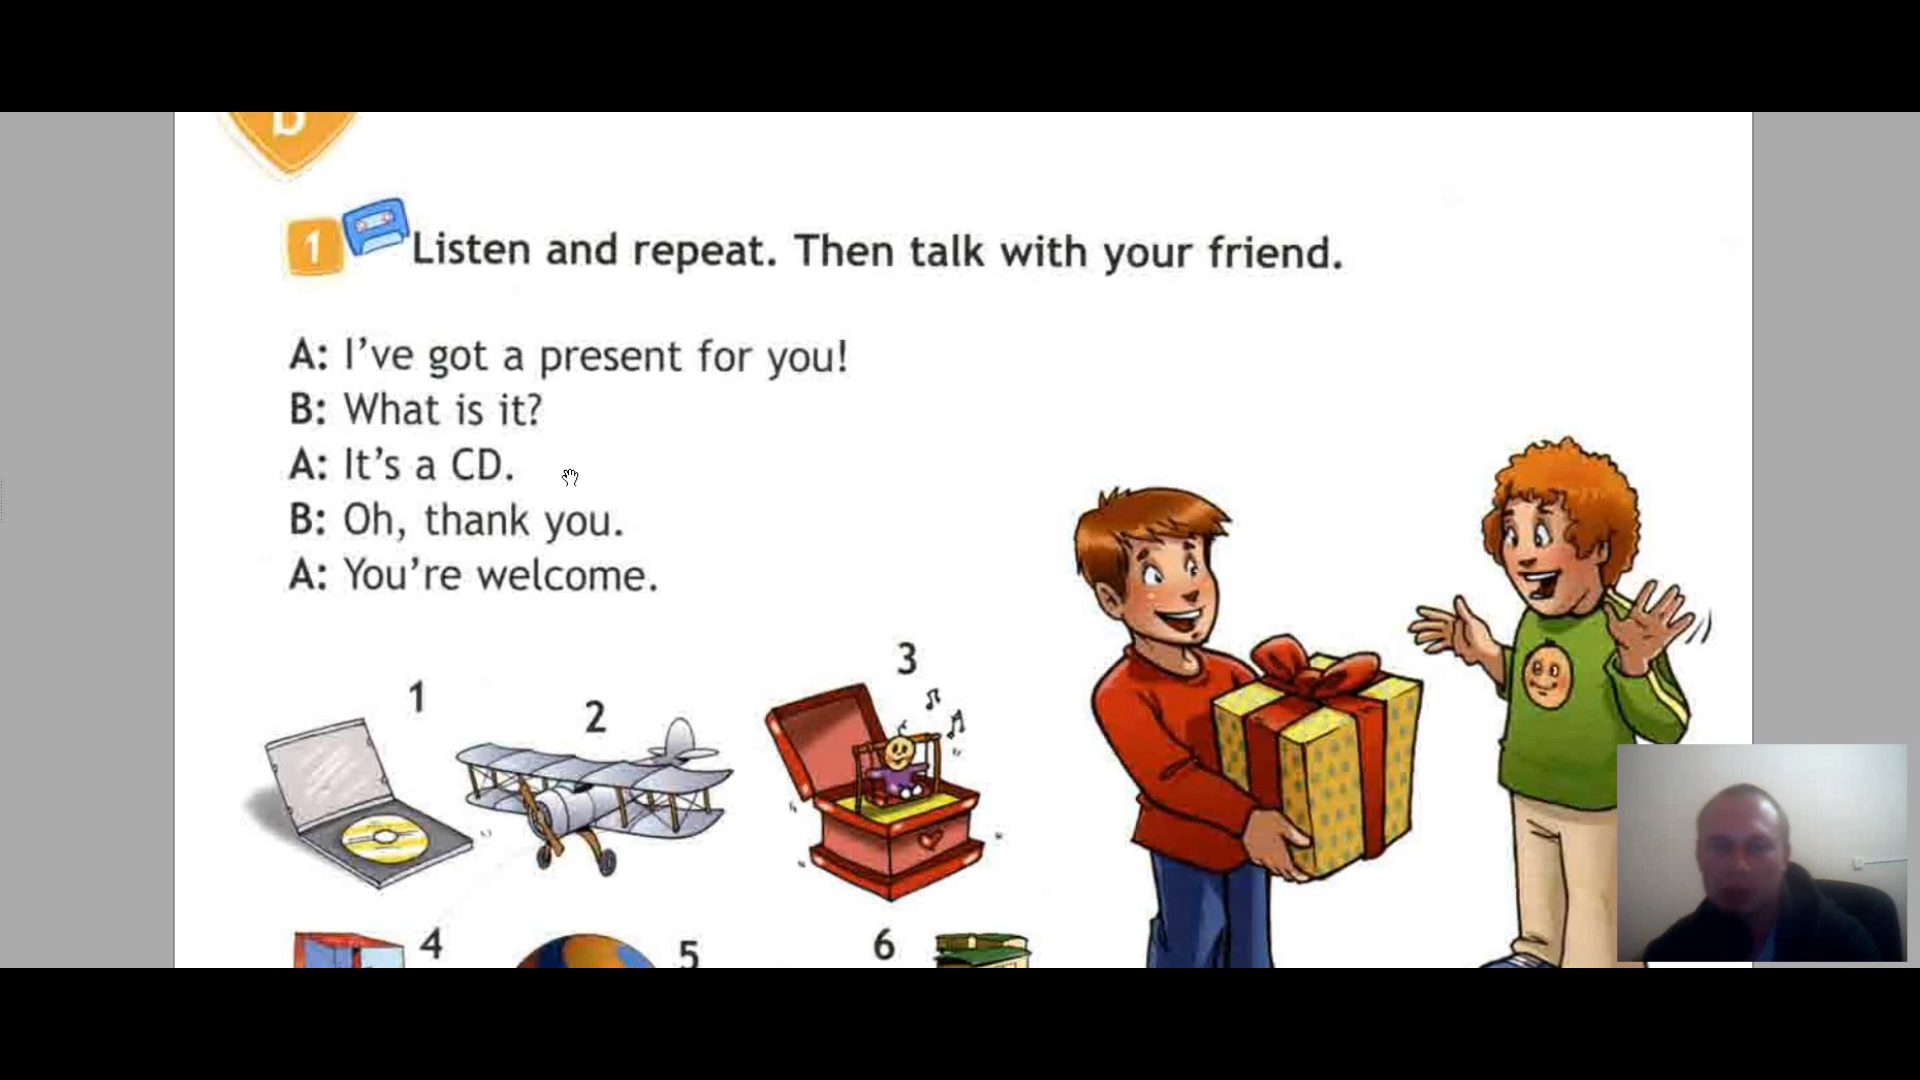 1 Listen and repeat. Then talk with your friend.
A: I've got a present for you!
B: What is it?
A: It's a CD.
B: Oh, thank you.
A: You're welcome.
1
2
3
4
5
6